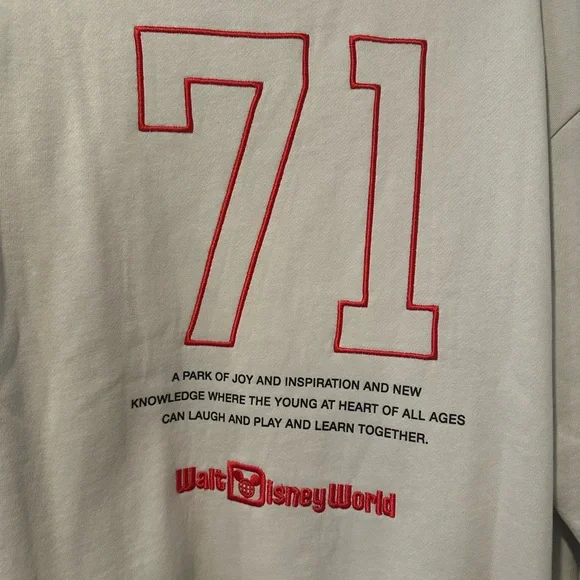 71
A PARK OF JOY AND INSPIRATION AND NEW
KNOWLEDGE WHERE THE YOUNG AT HEART OF ALL AGES
CAN LAUGH AND PLAY AND LEARN TOGETHER.
Walt Disney World